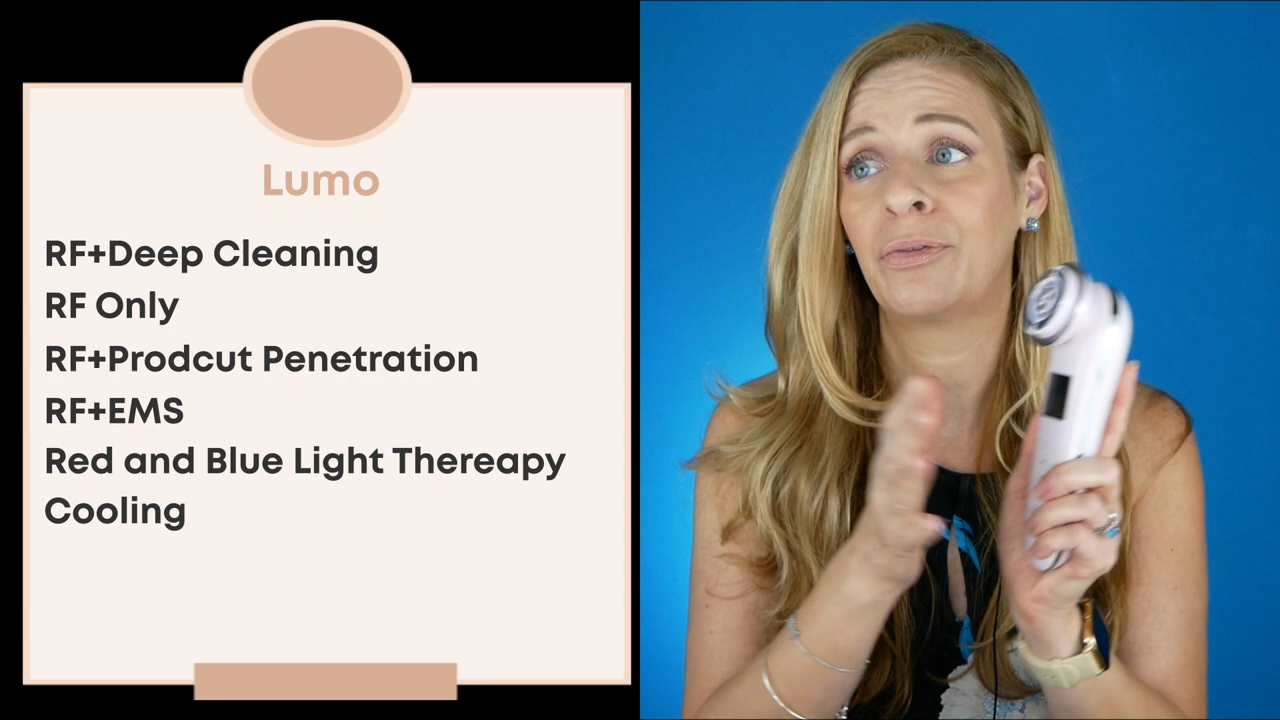 Lumo
RF+Deep Cleaning
RF Only
RF+Prodcut Penetration
RF+EMS
Red and Blue Light Thereapy
Cooling